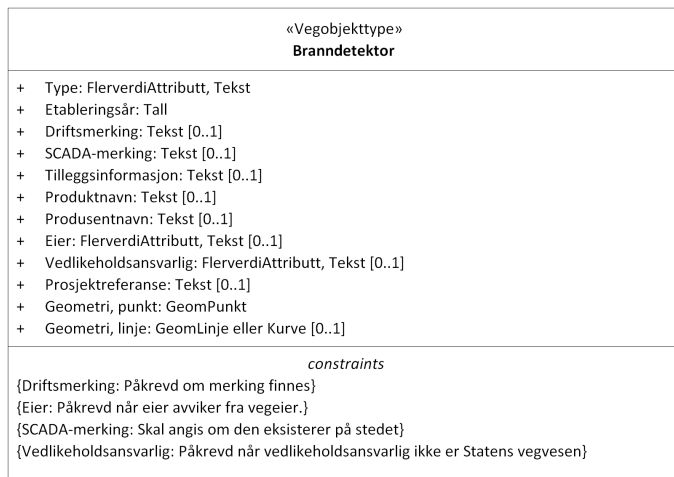 «Vegobjekttype»
Branndetektor
+ Type: FlerverdiAttributt, Tekst
+ Etableringsår: Tall
+ Driftsmerking: Tekst [0..1]
+ SCADA-merking: Tekst [0..1]
+ Tilleggsinformasjon: Tekst [0..1]
+ Produktnavn: Tekst [0..1]
+ Produsentnavn: Tekst [0..1]
+ Eier: FlerverdiAttributt, Tekst [0..1]
+ Vedlikeholdsansvarlig: FlerverdiAttributt, Tekst [0..1]
+ Prosjektreferanse: Tekst [0..1]
+ Geometri, punkt: GeomPunkt
+ Geometri, linje: GeomLinje eller Kurve [0..1]
constraints
{Driftsmerking: Påkrevd om merking finnes}
{Eier: Påkrevd når eier avviker fra vegeier.}
{SCADA-merking: Skal angis om den eksisterer på stedet}
{Vedlikeholdsansvarlig: Påkrevd når vedlikeholdsansvarlig ikke er Statens vegvesen}